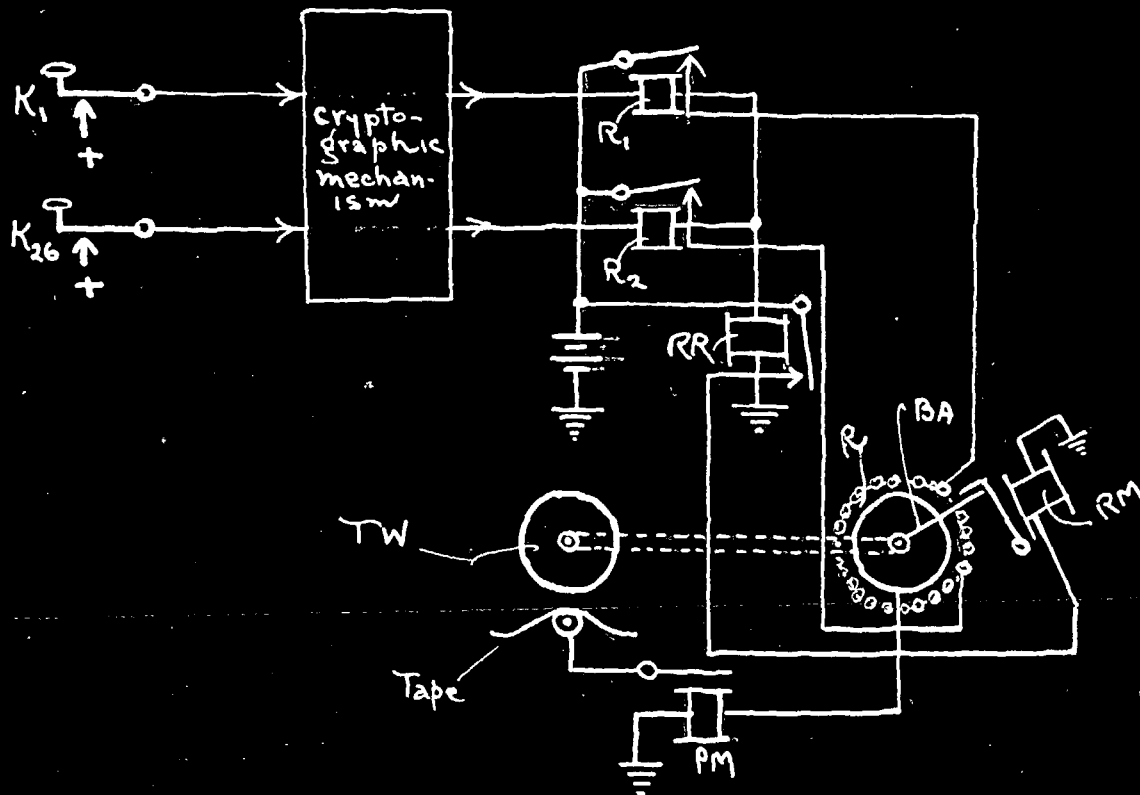 K₁
+
K₂₆
+
crypto-
graphic
mechan-
ism
R₁
R₂
RR
BA
RM
TW
Tape
PM